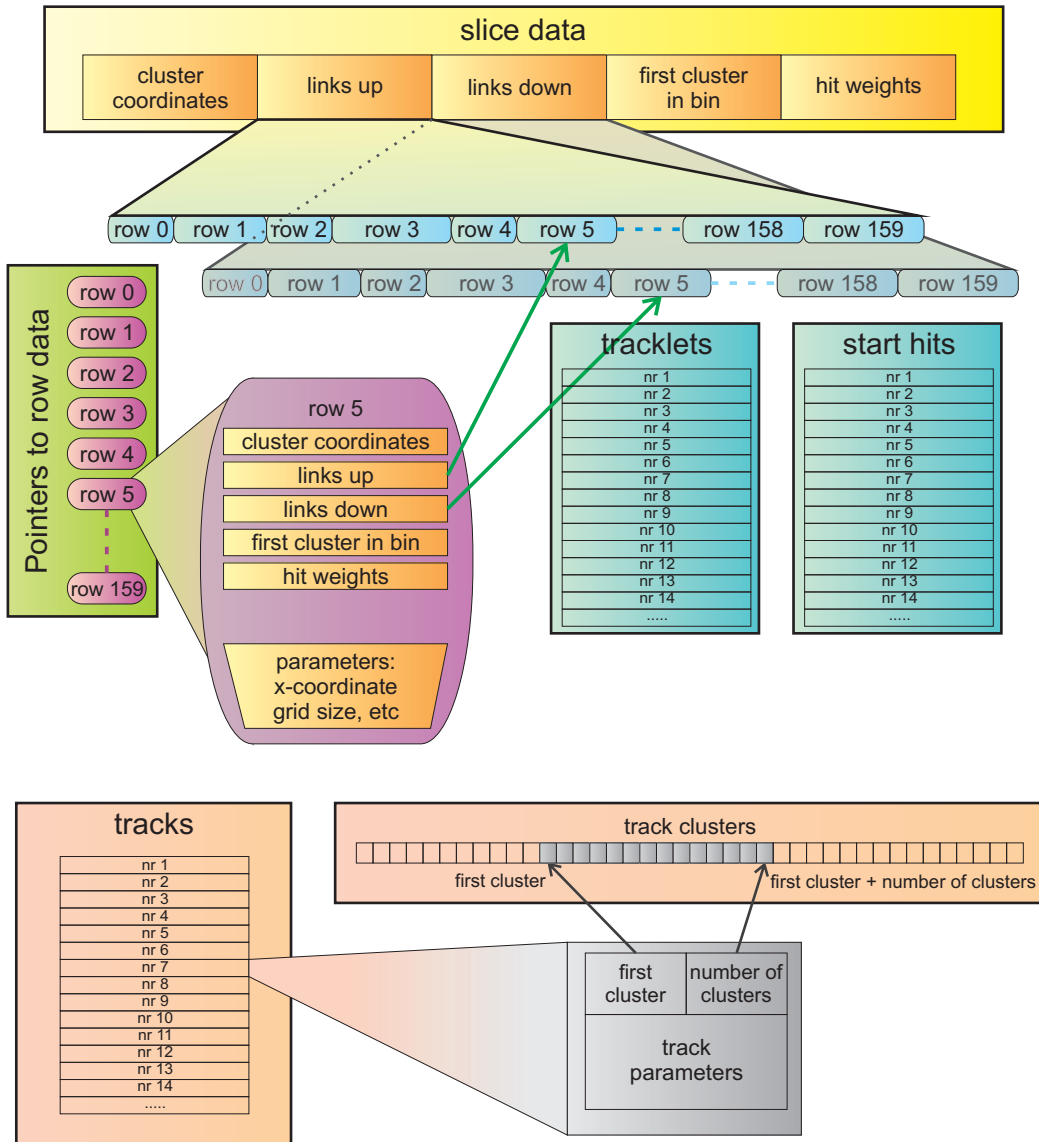 slice data
cluster
coordinates
links up
links down
first cluster
in bin
hit weights
row 0
row 1
row 2
row 3
row 4
row 5
row 158
row 159
row 0
row 1
row 2
row 3
row 4
row 5
row 158
row 159
Pointers to row data
row 0
row 1
row 2
row 3
row 4
row 5
row 159
row 5
cluster coordinates
links up
links down
first cluster in bin
hit weights
parameters:
x-coordinate
grid size, etc
tracklets
nr 1
nr 2
nr 3
nr 4
nr 5
nr 6
nr 7
nr 8
nr 9
nr 10
nr 11
nr 12
nr 13
nr 14
.....
start hits
nr 1
nr 2
nr 3
nr 4
nr 5
nr 6
nr 7
nr 8
nr 9
nr 10
nr 11
nr 12
nr 13
nr 14
.....
tracks
nr 1
nr 2
nr 3
nr 4
nr 5
nr 6
nr 7
nr 8
nr 9
nr 10
nr 11
nr 12
nr 13
nr 14
.....
track clusters
first cluster
first cluster + number of clusters
first
cluster
number of
clusters
track
parameters